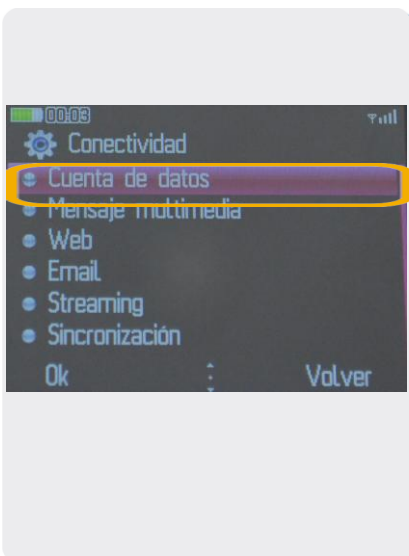 00:03
Conectividad
Cuenta de datos
Mensaje multimedia
Web
Email
Streaming
Sincronización
Ok
Volver